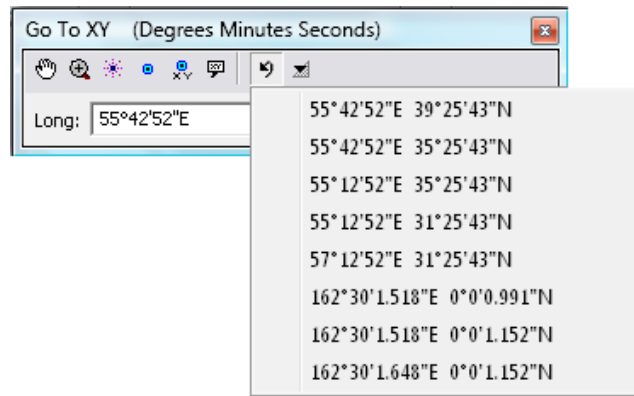 Go To XY (Degrees Minutes Seconds)
Long: 55°42'52"E
55°42'52"E 39°25'43"N
55°42'52"E 35°25'43"N
55°12'52"E 35°25'43"N
55°12'52"E 31°25'43"N
57°12'52"E 31°25'43"N
162°30'1.518"E 0°0'0.991"N
162°30'1.518"E 0°0'1.152"N
162°30'1.648"E 0°0'1.152"N